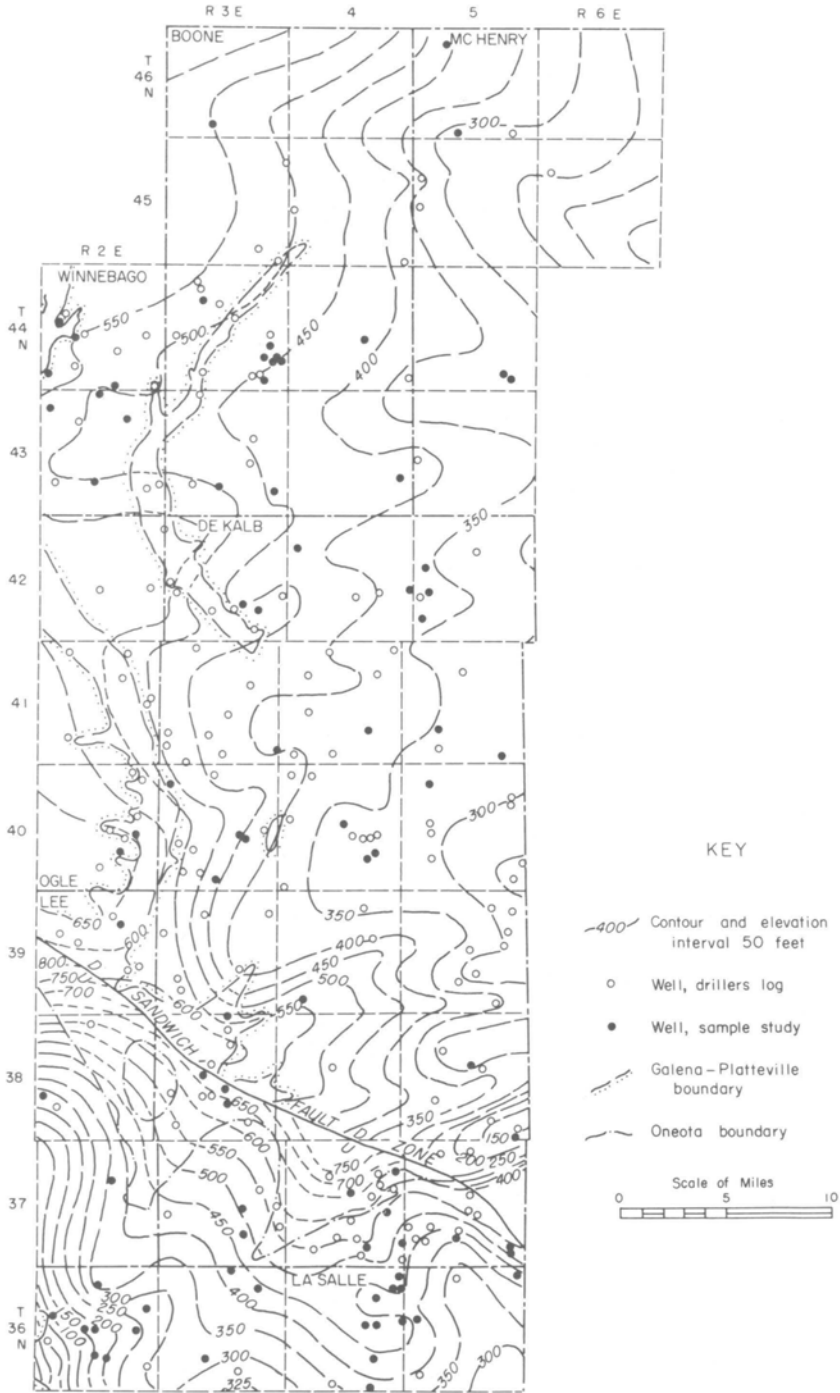 R 3 E 4 5 R 6 E
BOONE MC HENRY
T
46
N
300
45
R 2 E
WINNEBAGO
T
44
N
550 500 450 400
43
350
DE KALB
42
41
40
300
OGLE
LEE
39
650 600 350 400 450 500 550
800 750 700 600
D U SANDWICH FAULT ZONE D U
38
650 600 350 150 200 250 400
550 500 450 750 700
37
LA SALLE
T
36
N
300 250 200 150 100
400 350 300 325
350 300
KEY
400 Contour and elevation
interval 50 feet
Well, drillers log
Well, sample study
Galena-Platteville
boundary
Oneota boundary
Scale of Miles
0 5 10